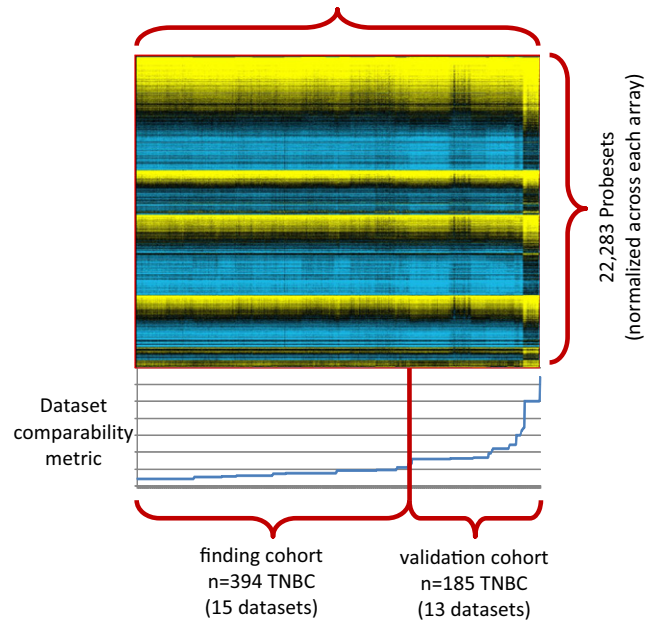 22,283 Probesets
(normalized across each array)
Dataset
comparability
metric
finding cohort
n=394 TNBC
(15 datasets)
validation cohort
n=185 TNBC
(13 datasets)